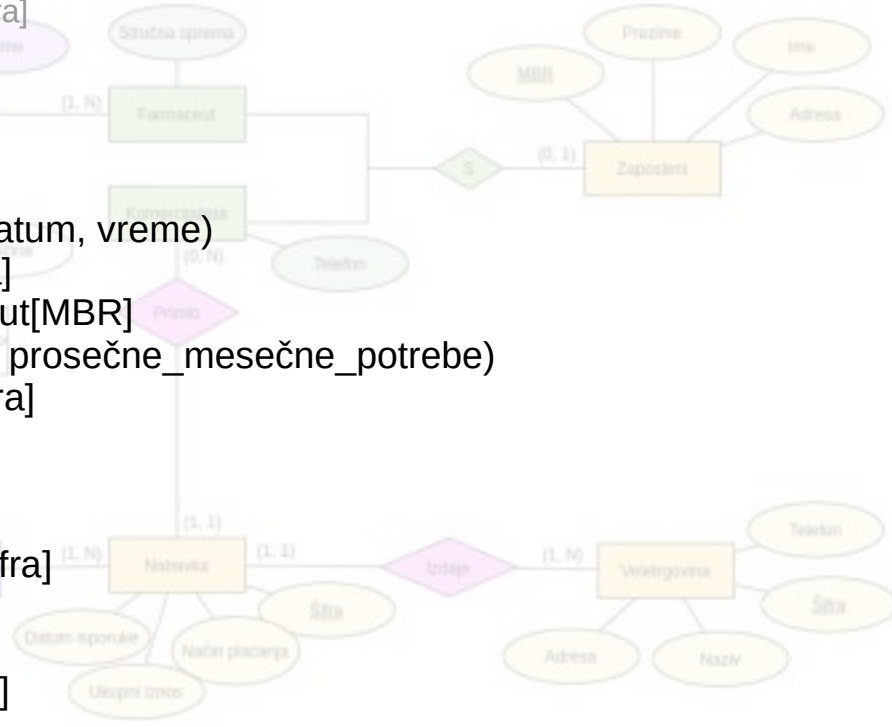 ra]
Stručna sprema
Prezime
Ime
MBR
(1, N)
Farmaceut
Adresa
S
(0, 1)
Zaposleni
Komercijalista
atum, vreme)
(0, N)
Telefon
]
Primio
ut[MBR]
prosečne_mesečne_potrebe)
ra]
(1, 1)
Telefon
fra]
(1, N)
Nabavka
(1, 1)
Izdaje
(1, N)
Veletrgovina
Šifra
Šifra
Datum isporuke
Način plaćanja
Adresa
Naziv
Ukupni iznos
]